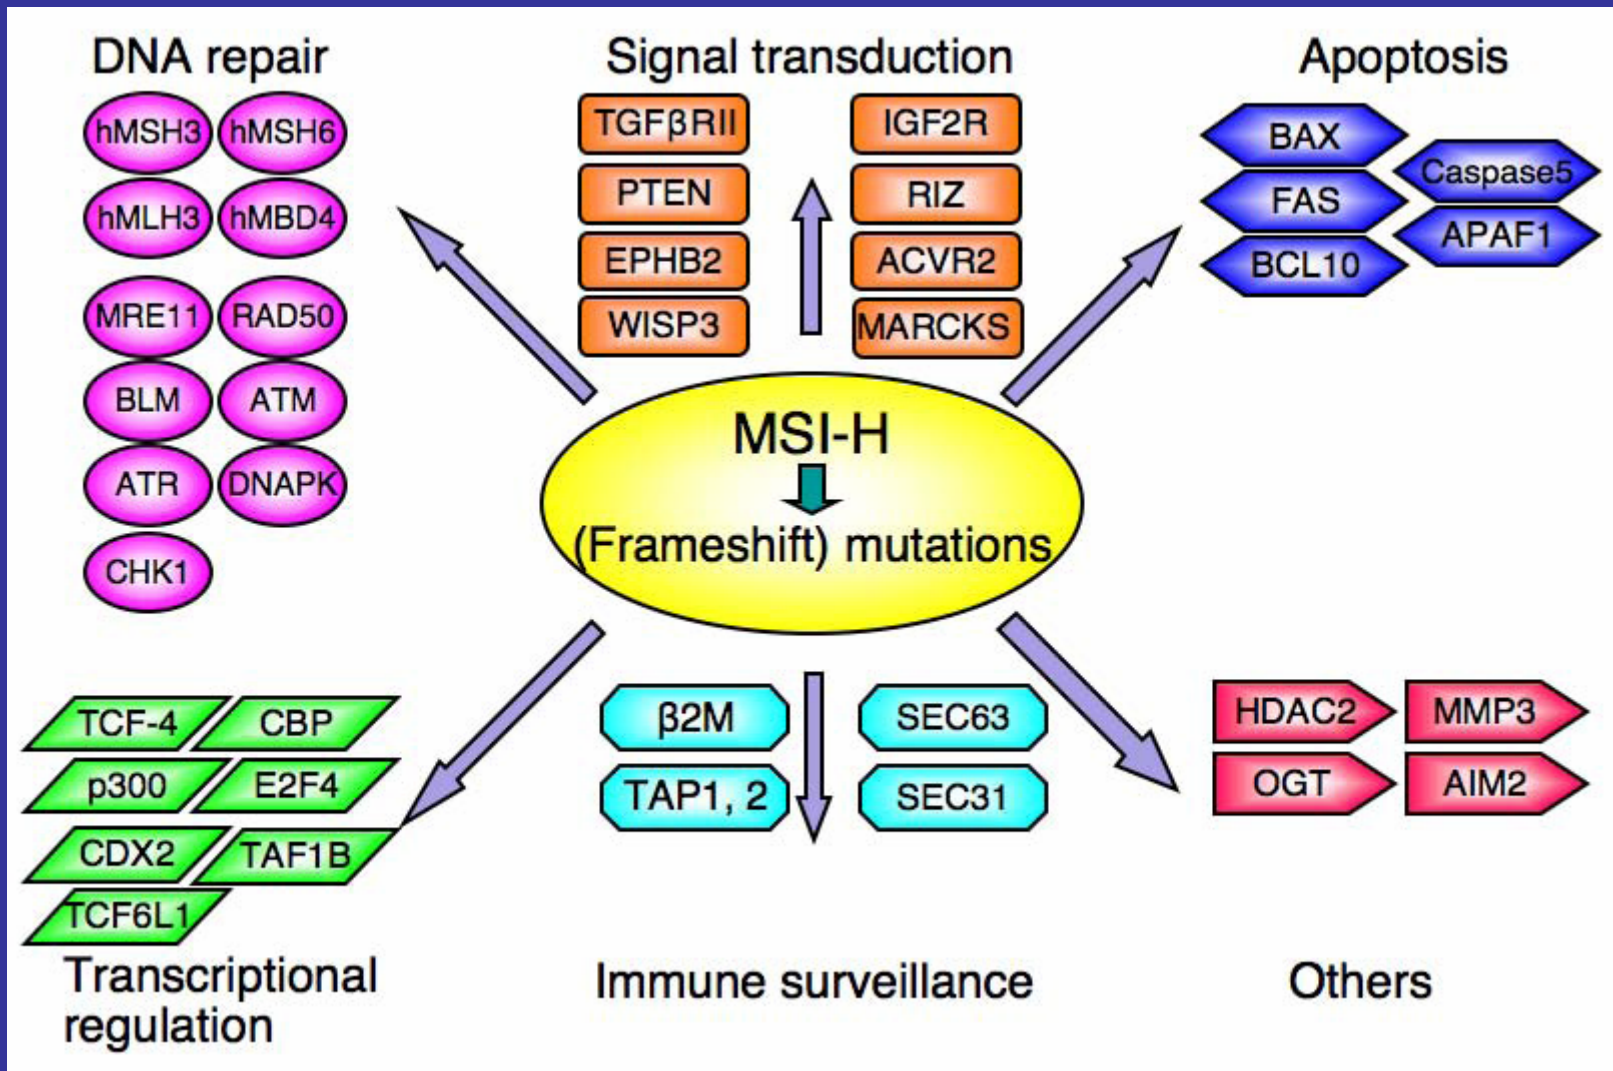 DNA repair
hMSH3 hMSH6
hMLH3 hMBD4
MRE11 RAD50
BLM ATM
ATR DNAPK
CHK1
Signal transduction
TGFβRII IGF2R
PTEN RIZ
EPHB2 ACVR2
WISP3 MARCKS
Apoptosis
BAX
Caspase5
FAS
APAF1
BCL10
MSI-H
(Frameshift) mutations
TCF-4 CBP
p300 E2F4
CDX2 TAF1B
TCF6L1
Transcriptional
regulation
β2M SEC63
TAP1, 2 SEC31
Immune surveillance
HDAC2 MMP3
OGT AIM2
Others